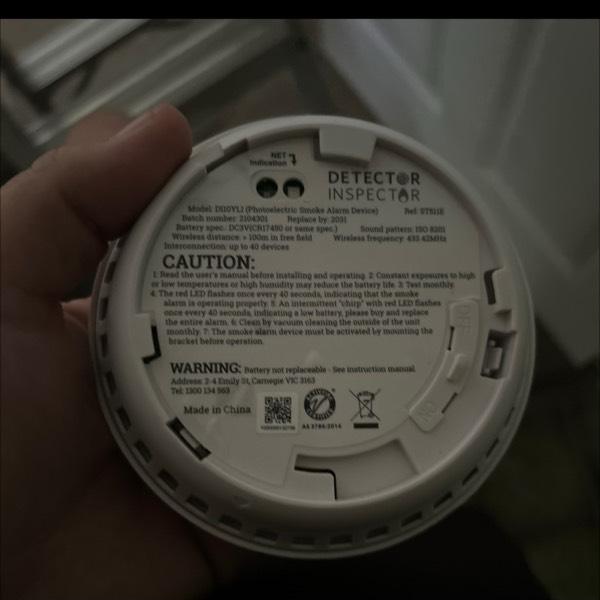 NET
Indication
DETECTOR
INSPECTOR
Model: DI10YLI (Photoelectric Smoke Alarm Device) Ref: ST811E
Batch number: 2104301 Replace by: 2031
Battery spec.: DC3V(CR17450 or same spec.) Sound pattern: ISO 8201
Wireless distance: > 100m in free field Wireless frequency: 433.42MHz
Interconnection: up to 40 devices
CAUTION:
1: Read the user's manual before installing and operating. 2: Constant exposures to high
or low temperatures or high humidity may reduce the battery life. 3: Test monthly.
4: The red LED flashes once every 40 seconds, indicating that the smoke
alarm is operating properly. 5: An intermittent "chirp" with red LED flashes
once every 40 seconds, indicating a low battery, please buy and replace
the entire alarm. 6: Clean by vacuum cleaning the outside of the unit
monthly. 7: The smoke alarm device must be activated by mounting the
bracket before operation.
OFF
WARNING: Battery not replaceable - See instruction manual.
Address: 2-4 Emily St, Carnegie VIC 3163
Tel: 1300 134 563
ON
Made in China
AS 3786:2014